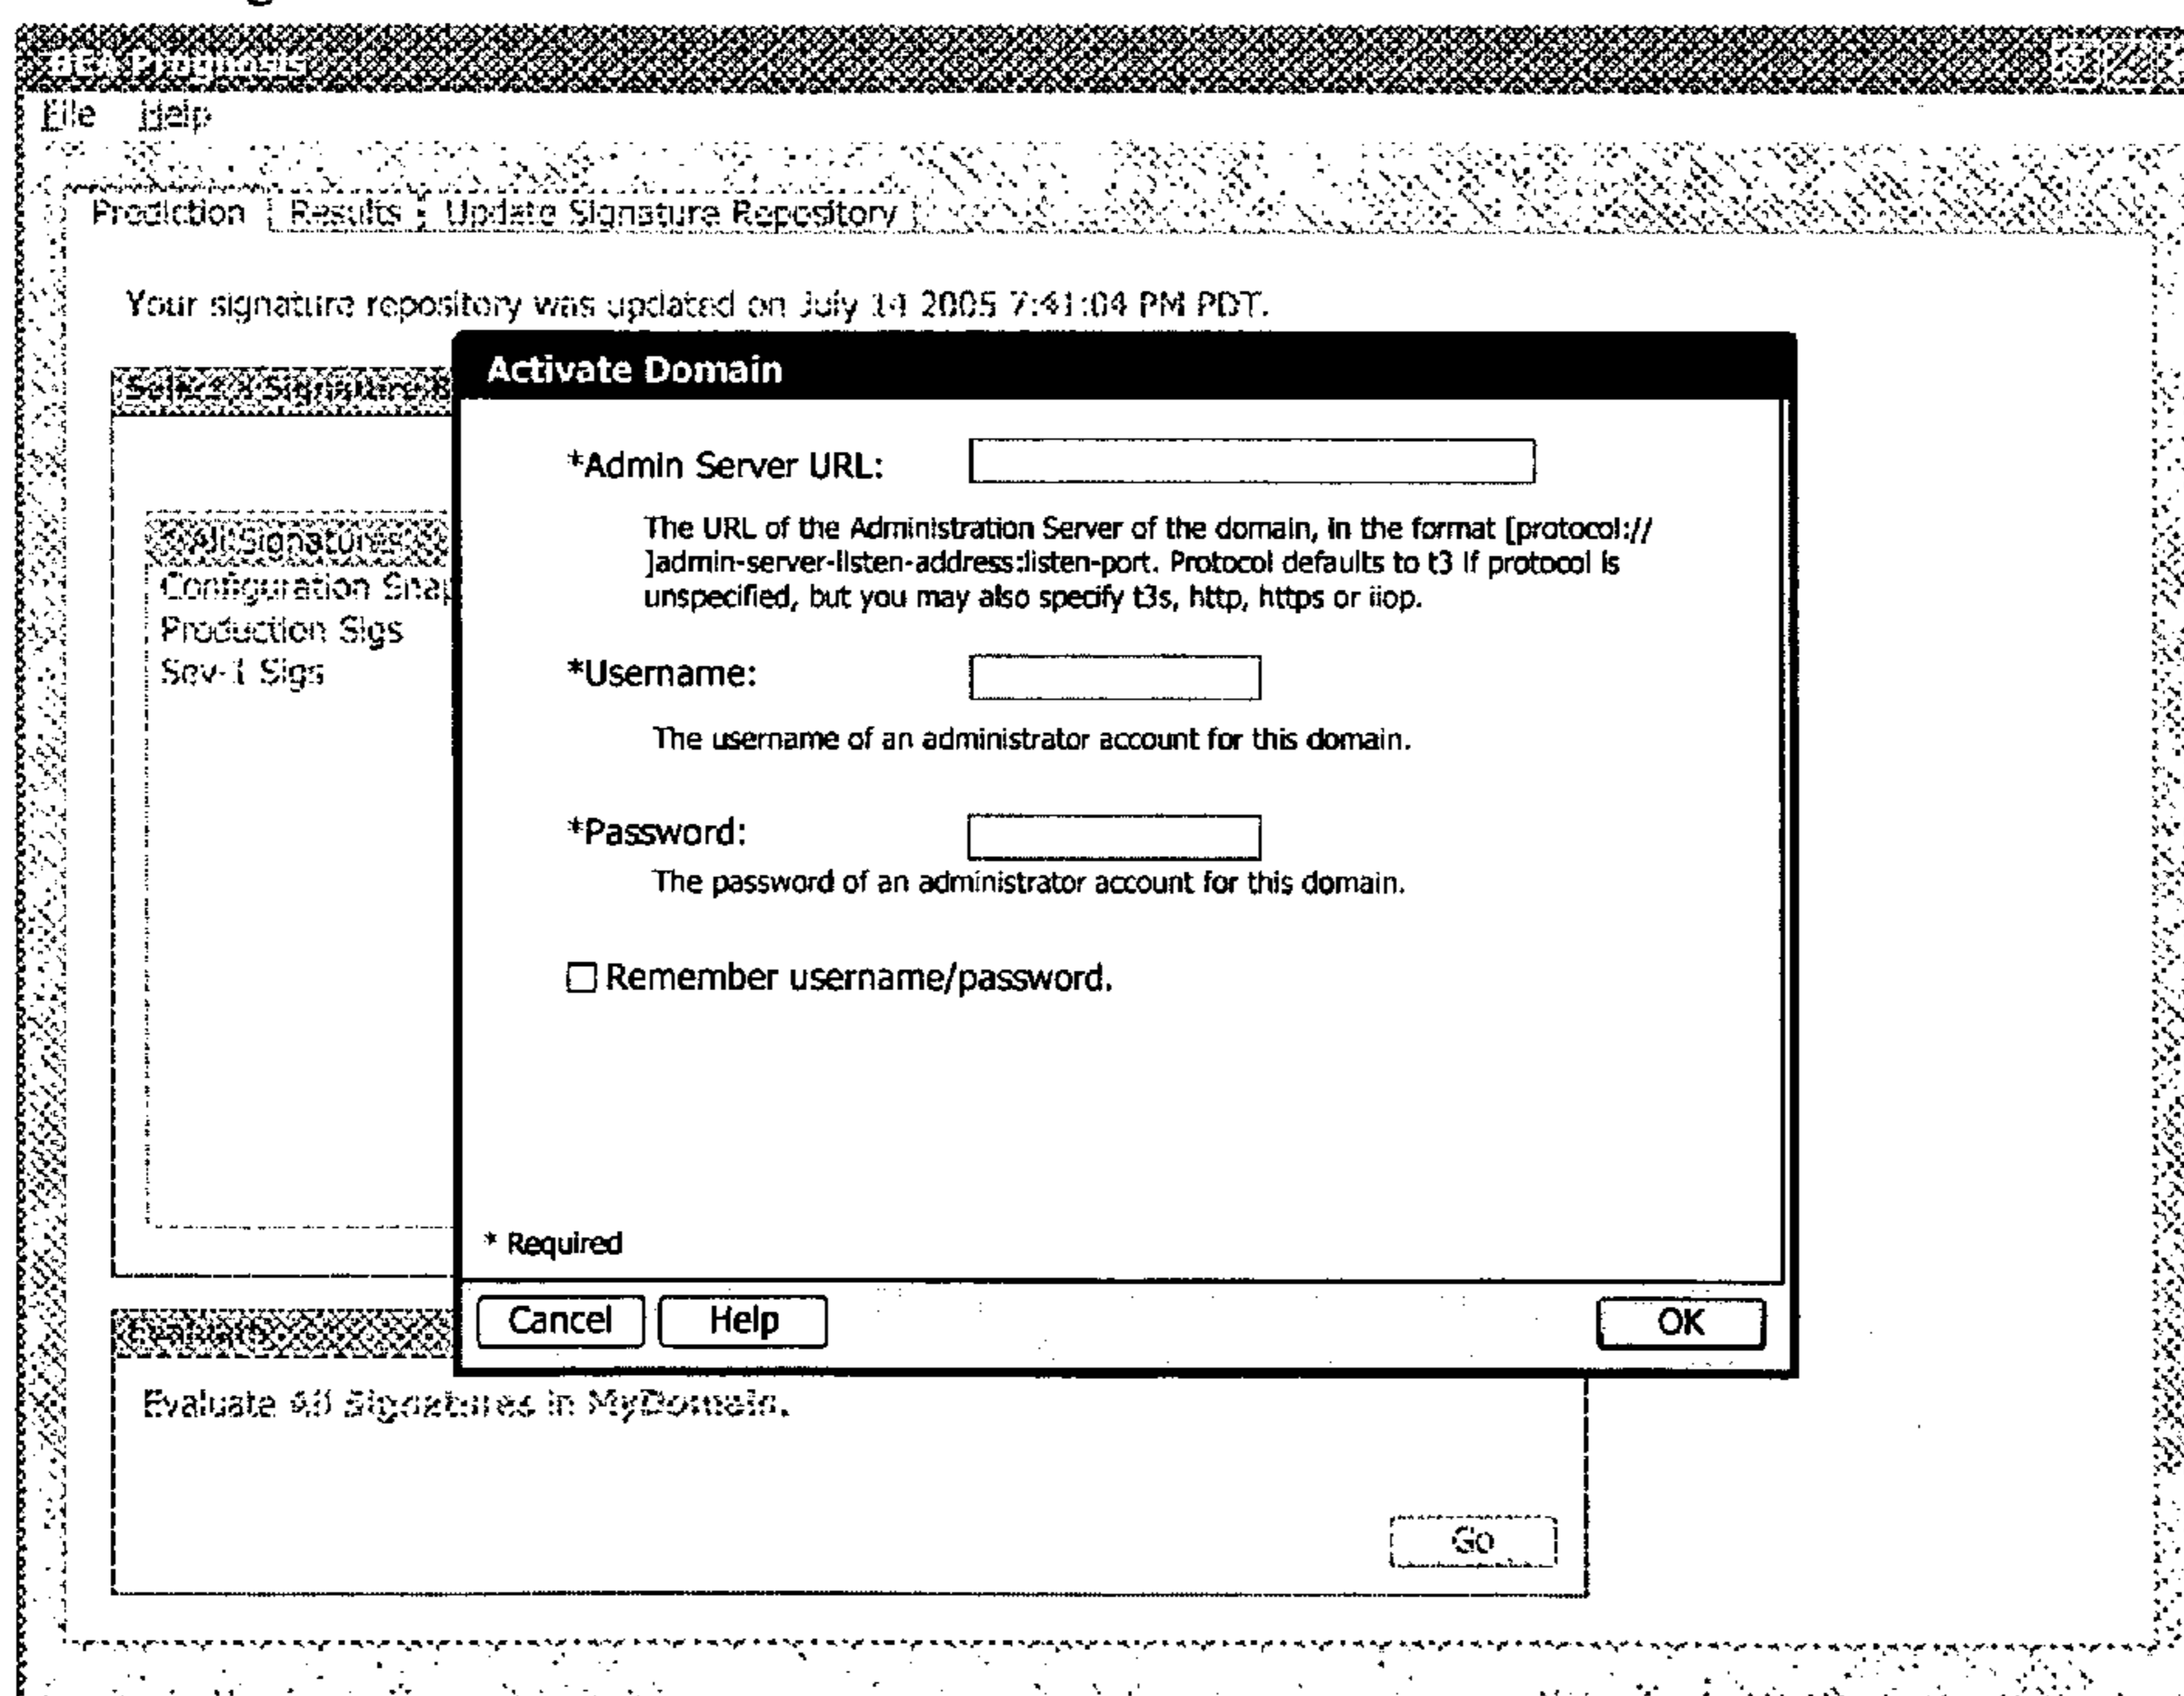 BEA Prognosis
File Help
Prediction Results Update Signature Repository
Your signature repository was updated on July 14 2005 7:41:04 PM PDT.
Select a Signature B
All Signatures
Configuration Snap
Production Sigs
Sev-1 Sigs
Activate Domain
*Admin Server URL:
The URL of the Administration Server of the domain, in the format [protocol://
]admin-server-listen-address:listen-port. Protocol defaults to t3 if protocol is
unspecified, but you may also specify t3s, http, https or iiop.
*Username:
The username of an administrator account for this domain.
*Password:
The password of an administrator account for this domain.
Remember username/password.
* Required
Cancel Help OK
Evaluate
Evaluate All Signatures in MyDomain.
Go